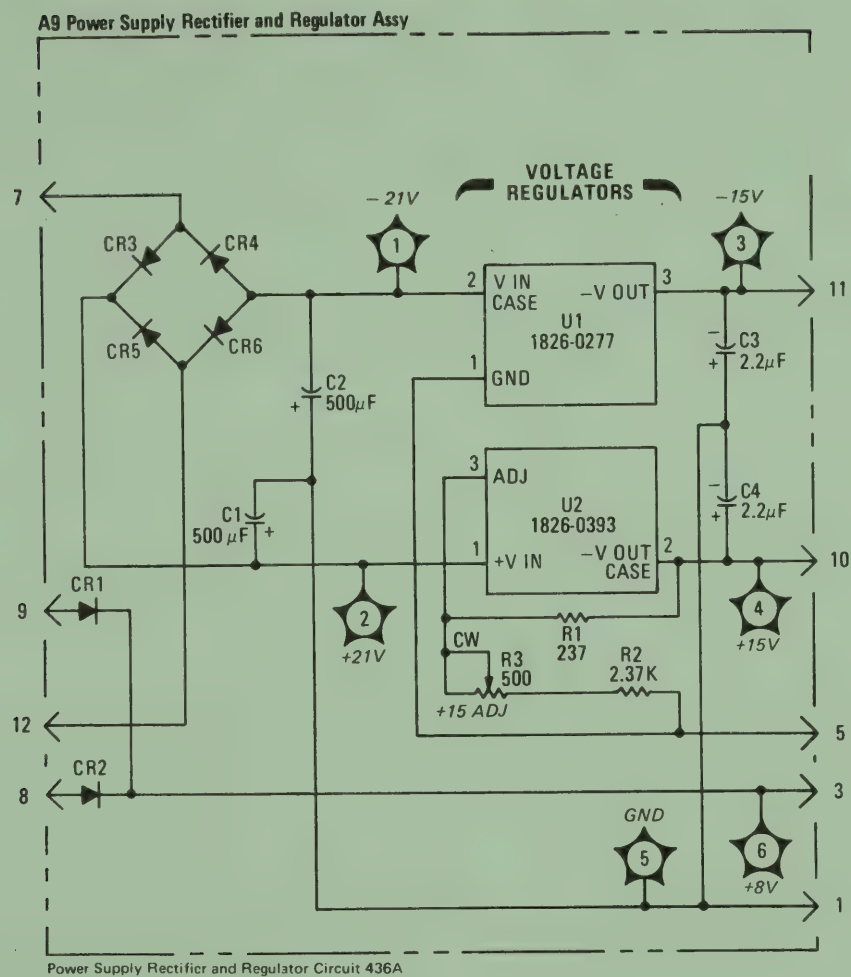 A9 Power Supply Rectifier and Regulator Assy
VOLTAGE
REGULATORS
7
CR3
CR4
CR5
CR6
- 21V
1
-15V
3
2
V IN
CASE
-V OUT
3
U1
1826-0277
1
GND
11
- C3
+ 2.2µF
C2
+ 500µF
3
ADJ
U2
1826-0393
1
+V IN
-V OUT
CASE
2
- C4
+ 2.2µF
C1
500 µF +
10
2
+21V
4
+15V
R1
237
CW
R3
500
+15 ADJ
R2
2.37K
9
CR1
12
5
8
CR2
3
GND
5
6
+8V
1
Power Supply Rectifier and Regulator Circuit 436A